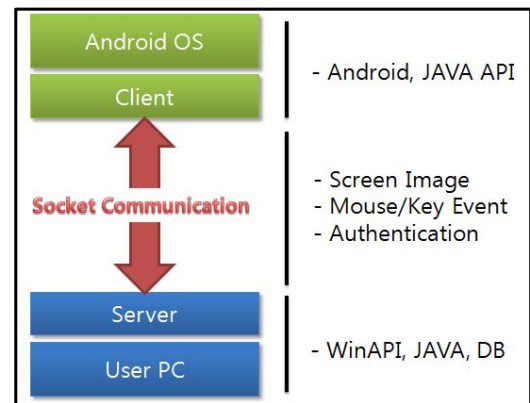 Android OS
Client
- Android, JAVA API
Socket Communication
- Screen Image
- Mouse/Key Event
- Authentication
Server
User PC
- WinAPI, JAVA, DB